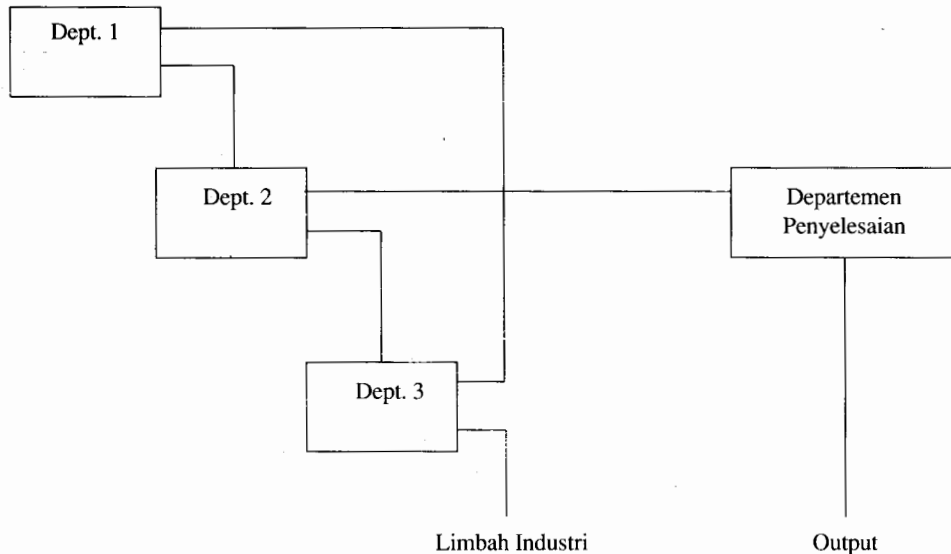 Dept. 1
Dept. 2
Departemen
Penyelesaian
Dept. 3
Limbah Industri
Output